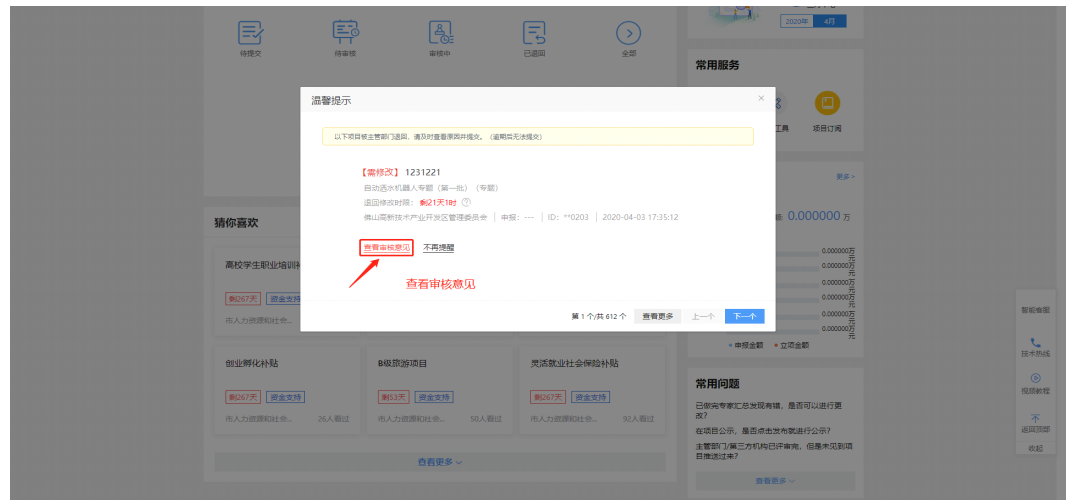 待提交
待审核
审核中
已退回
全部
2020年 4月
常用服务
工具
项目订阅
温馨提示
以下项目被主管部门退回，请及时查看原因并提交。（逾期后无法提交）
【需修改】 1231221
自动洒水机器人专题（第一批）（专题）
退回修改时限：剩21天1时
佛山高新技术产业开发区管理委员会 | 申报：--- | ID：**0203 | 2020-04-03.17:35:12
查看审核意见 不再提醒
查看审核意见
第1个/共612个 查看更多 上一个 下一个
更多
0.000000 万
0.000000万元
0.000000万元
0.000000万元
0.000000万元
0.000000万元
0.000000万元
申报金额 立项金额
猜你喜欢
高校学生职业培训补
剩267天 资金支持
市人力资源和社会...
创业孵化补贴
剩267天 资金支持
市人力资源和社会... 26人看过
B级旅游项目
剩53天 资金支持
市人力资源和社会... 50人看过
灵活就业社会保险补贴
剩267天 资金支持
市人力资源和社会... 92人看过
查看更多
常用问题
已做完专家汇总发现有错，是否可以进行更
改?
在项目公示，是否点击发布就进行公示?
主管部门/第三方机构已评审完，但是未见到项
目推送过来?
查看更多
智能客服
技术热线
视频教程
返回顶部
收起